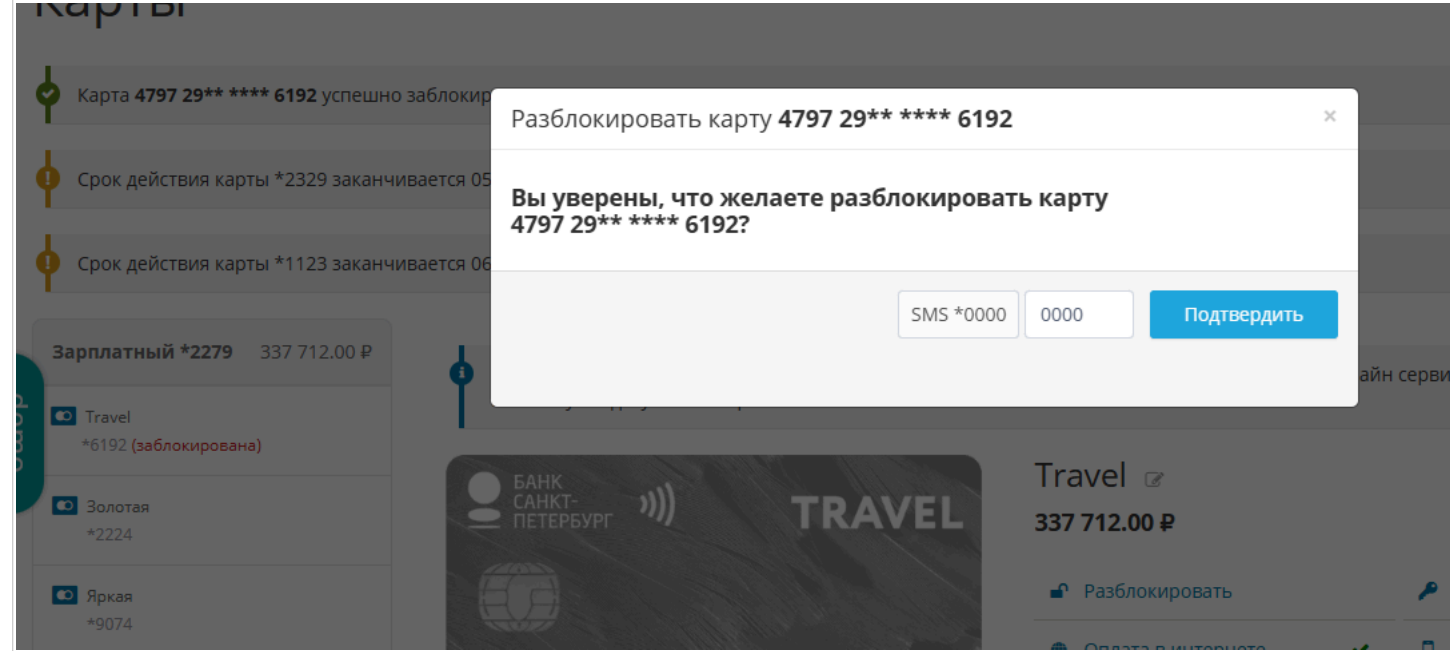 Карты
Карта 4797 29** **** 6192 успешно заблокир
Разблокировать карту 4797 29** **** 6192
×
Вы уверены, что желаете разблокировать карту
4797 29** **** 6192?
SMS *0000 0000 Подтвердить
Срок действия карты *2329 заканчивается 05
Срок действия карты *1123 заканчивается 06
айн серви
Зарплатный *2279 337 712.00 ₽
Travel
*6192 (заблокирована)
Золотая
*2224
Яркая
*9074
БАНК
САНКТ-
ПЕТЕРБУРГ
TRAVEL
Travel
337 712.00 ₽
Разблокировать
Оплата в интернете